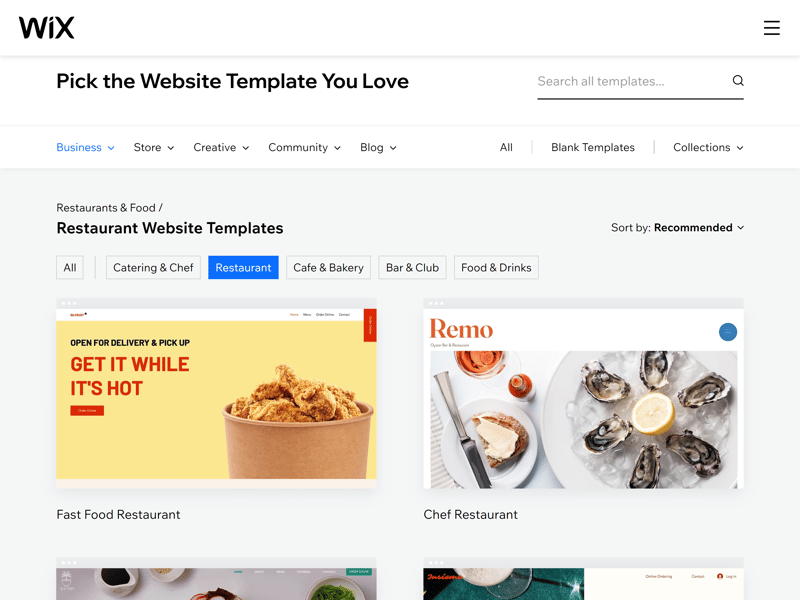 WiX
Pick the Website Template You Love
Search all templates...
Business
Store
Creative
Community
Blog
All
Blank Templates
Collections
Restaurants & Food /
Restaurant Website Templates
Sort by: Recommended
All
Catering & Chef
Restaurant
Cafe & Bakery
Bar & Club
Food & Drinks
Home Menu Order Online Contact
Order Online
OPEN FOR DELIVERY & PICK UP
GET IT WHILE
IT'S HOT
Order Online
Remo
Oyster Bar & Restaurant
Fast Food Restaurant
Chef Restaurant
Insieme
Online Ordering
Contact
Log In